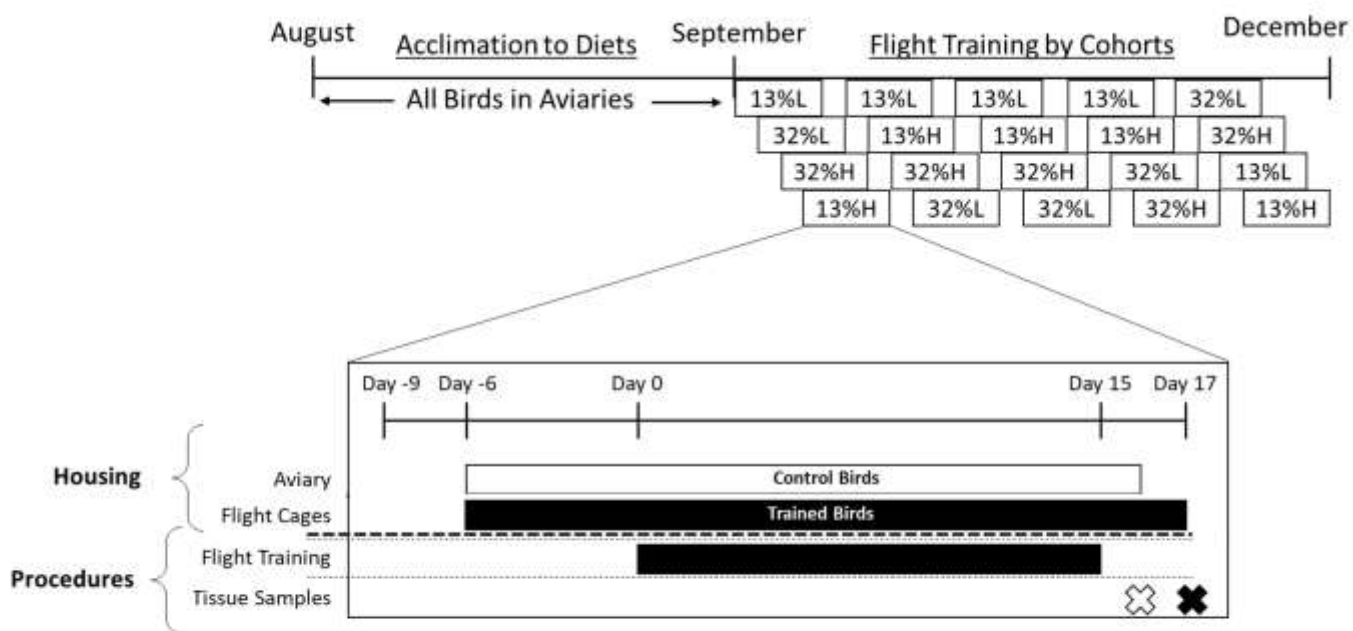 August
Acclimation to Diets
September
Flight Training by Cohorts
December
All Birds in Aviaries
13%L 13%L 13%L 13%L 32%L
32%L 13%H 13%H 13%H 32%H
32%H 32%H 32%H 32%L 13%L
13%H 32%L 32%L 32%H 13%H
Day -9 Day -6 Day 0 Day 15 Day 17
Housing
Aviary
Control Birds
Flight Cages
Trained Birds
Procedures
Flight Training
Tissue Samples